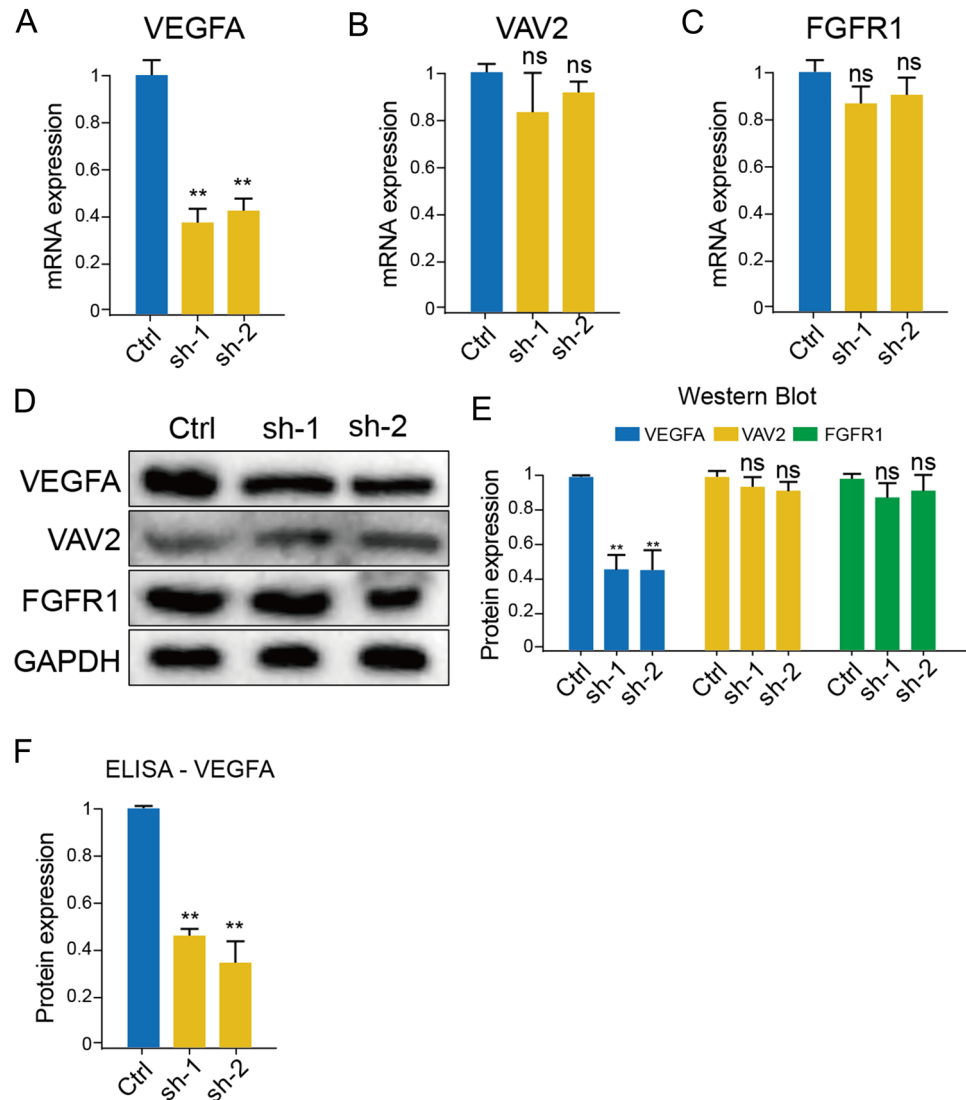 A
VEGFA
mRNA expression
1
0.8
0.6
0.4
0.2
0
**
**
Ctrl
sh-1
sh-2
B
VAV2
mRNA expression
1
0.8
0.6
0.4
0.2
0
ns
ns
Ctrl
sh-1
sh-2
C
FGFR1
mRNA expression
1
0.8
0.6
0.4
0.2
0
ns
ns
Ctrl
sh-1
sh-2
D
Ctrl sh-1 sh-2
VEGFA
VAV2
FGFR1
GAPDH
E
Western Blot
VEGFA VAV2 FGFR1
Protein expression
1
0.8
0.6
0.4
0.2
0
**
**
ns
ns
ns
ns
Ctrl
sh-1
sh-2
Ctrl
sh-1
sh-2
Ctrl
sh-1
sh-2
F
ELISA - VEGFA
Protein expression
1
0.8
0.6
0.4
0.2
0
**
**
Ctrl
sh-1
sh-2